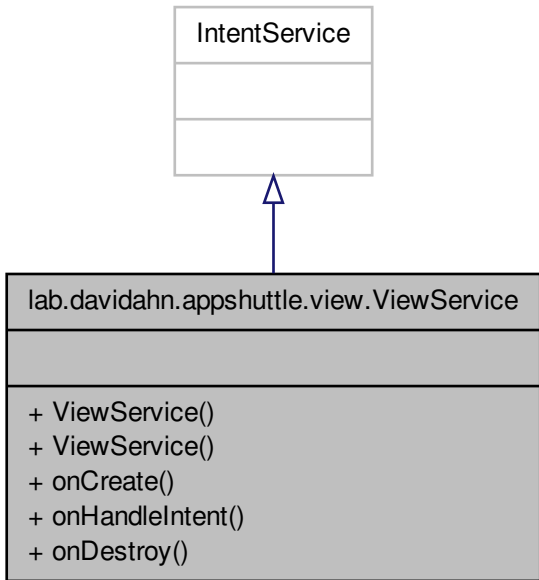 IntentService
lab.davidahn.appshuttle.view.ViewService
+ ViewService()
+ ViewService()
+ onCreate()
+ onHandleIntent()
+ onDestroy()